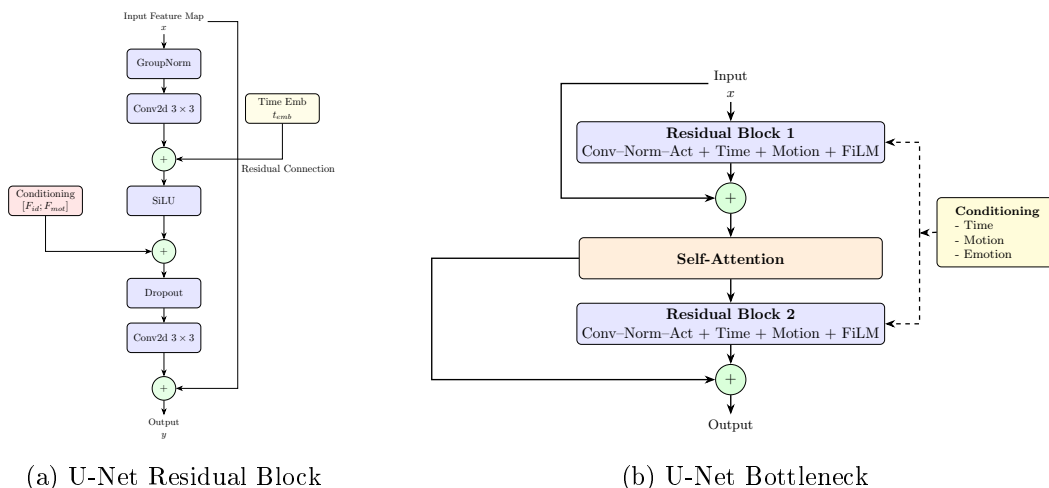 Input Feature Map
x
GroupNorm
Conv2d 3 × 3
Time Emb
t_emb
+
Residual Connection
Conditioning
[F_id; F_mot]
SiLU
+
Dropout
Conv2d 3 × 3
+
Output
y
(a) U-Net Residual Block
Input
x
Residual Block 1
Conv–Norm–Act + Time + Motion + FiLM
+
Conditioning
- Time
- Motion
- Emotion
Self-Attention
Residual Block 2
Conv–Norm–Act + Time + Motion + FiLM
+
Output
(b) U-Net Bottleneck